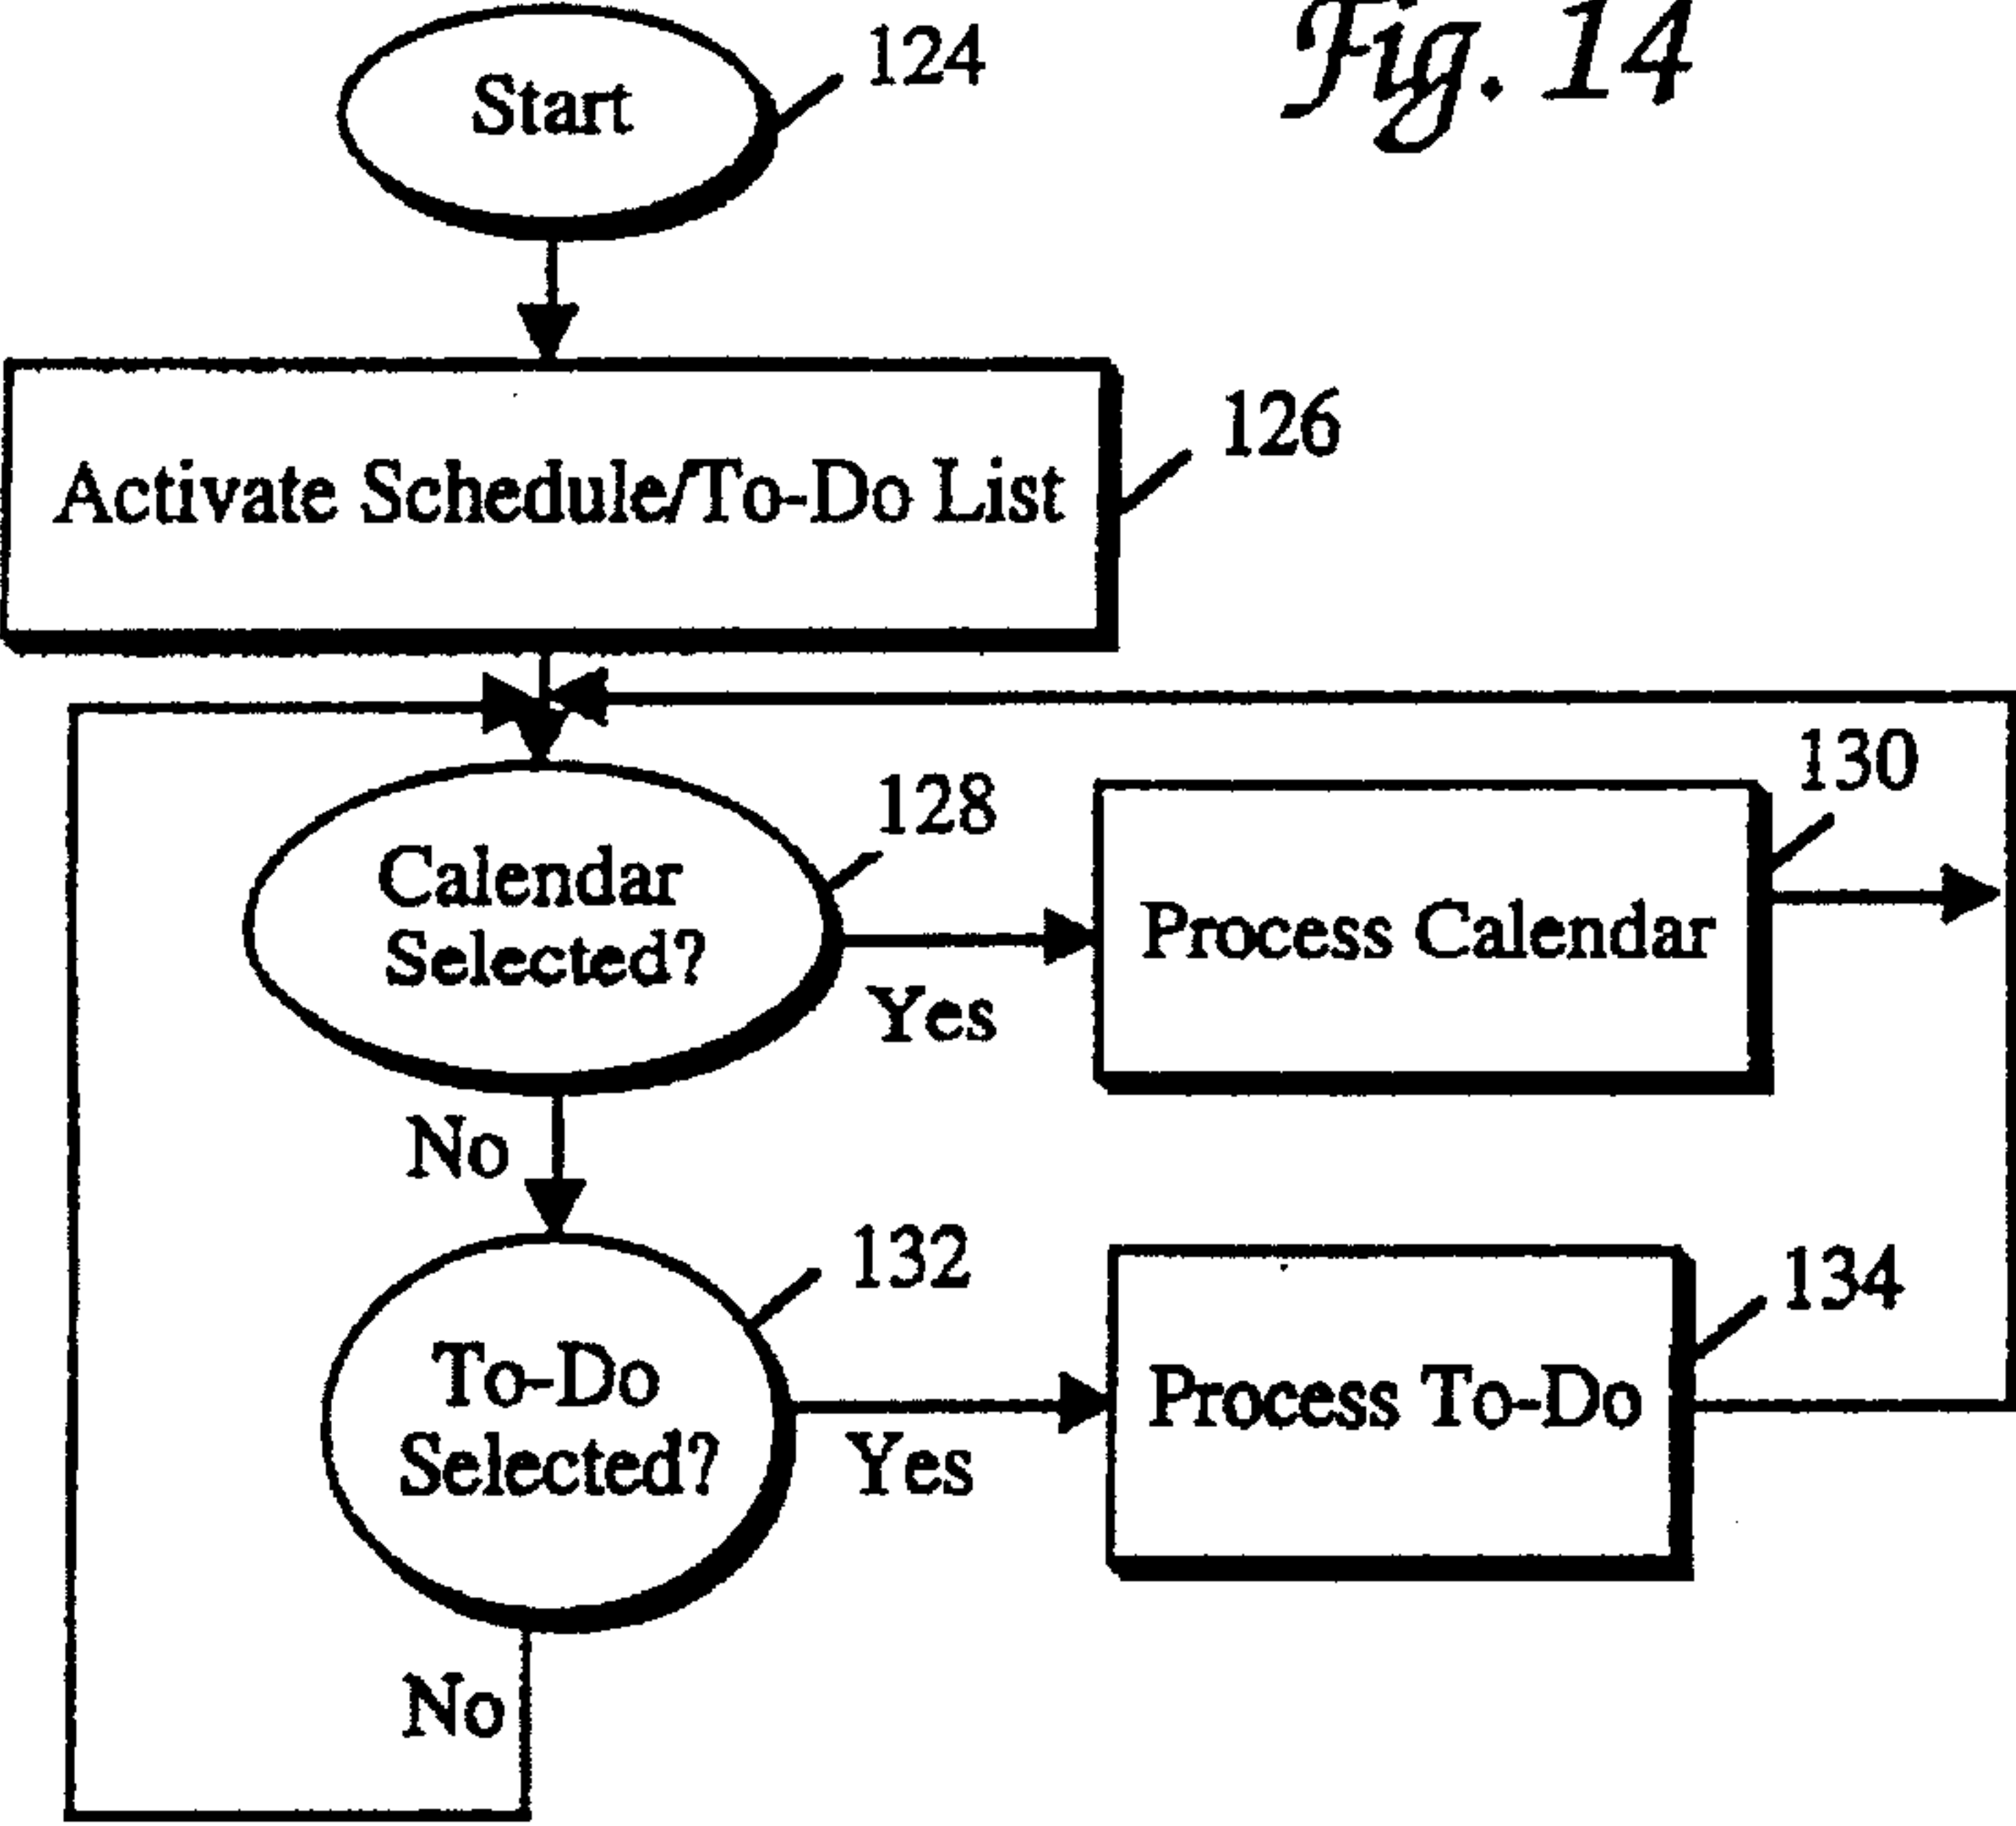 Fig. 14
Start
124
Activate Schedule/To-Do List
126
Calendar
Selected?
128
Yes
Process Calendar
130
No
To-Do
Selected?
132
Yes
Process To-Do
134
No